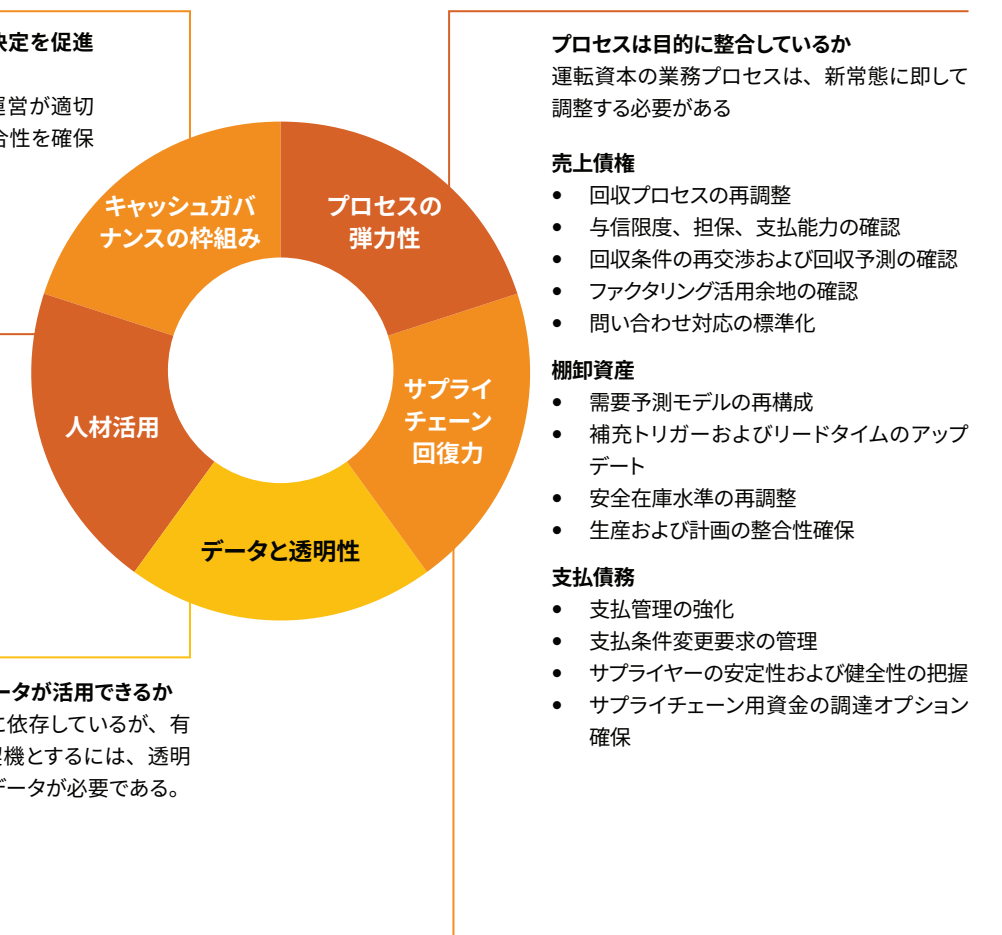 決定を促進
運営が適切
合性を確保
キャッシュガバ
ナンスの枠組み
プロセスの
弾力性
サプライ
チェーン
回復力
データと透明性
人材活用
ータが活用できるか
に依存しているが、有
契機とするには、透明
データが必要である。
プロセスは目的に整合しているか
運転資本の業務プロセスは、新常態に即して
調整する必要がある
売上債権
• 回収プロセスの再調整
• 与信限度、担保、支払能力の確認
• 回収条件の再交渉および回収予測の確認
• ファクタリング活用余地の確認
• 問い合わせ対応の標準化
棚卸資産
• 需要予測モデルの再構成
• 補充トリガーおよびリードタイムのアップ
デート
• 安全在庫水準の再調整
• 生産および計画の整合性確保
支払債務
• 支払管理の強化
• 支払条件変更要求の管理
• サプライヤーの安定性および健全性の把握
• サプライチェーン用資金の調達オプション
確保